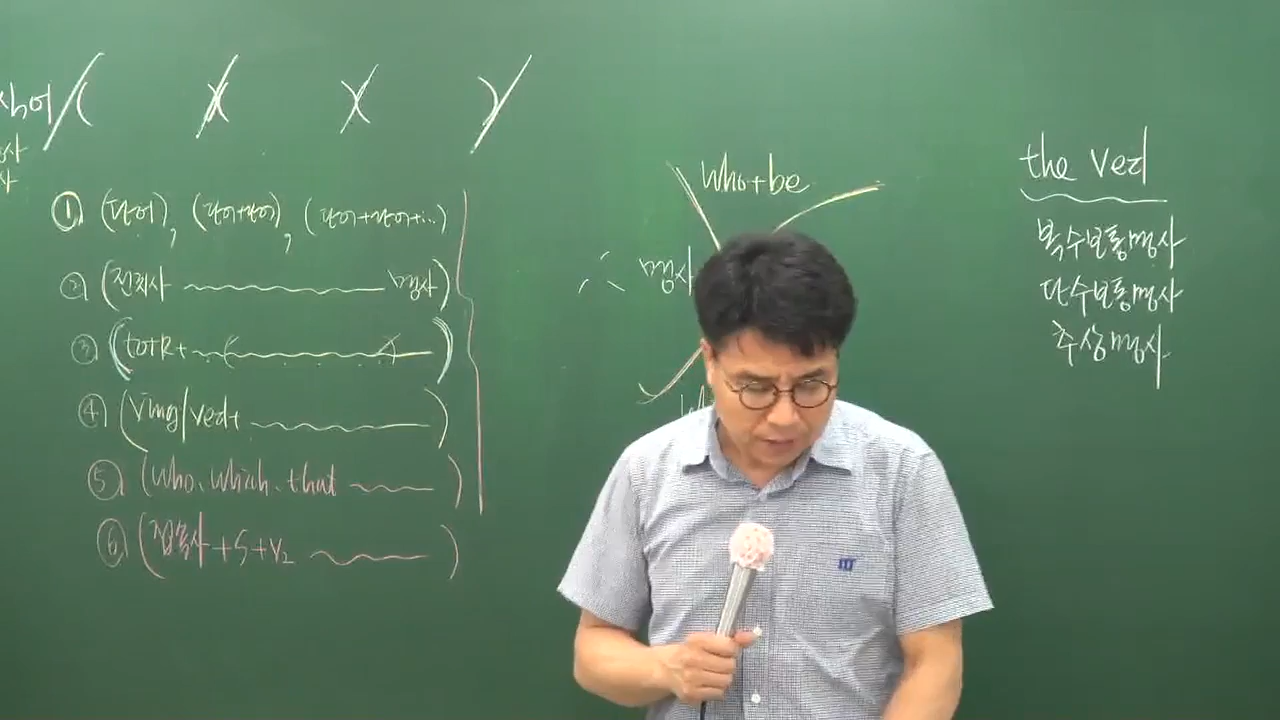 ① (단어), (단어+단어), (단어+단어+...)
② (전치사 명사)
③ (to+R+ )
④ (Ving/Ved+ )
⑤ (who, which, that )
⑥ (접속사+S+V₂ )
who+be
명사
the Ved
복수보통명사
단수보통명사
추상명사